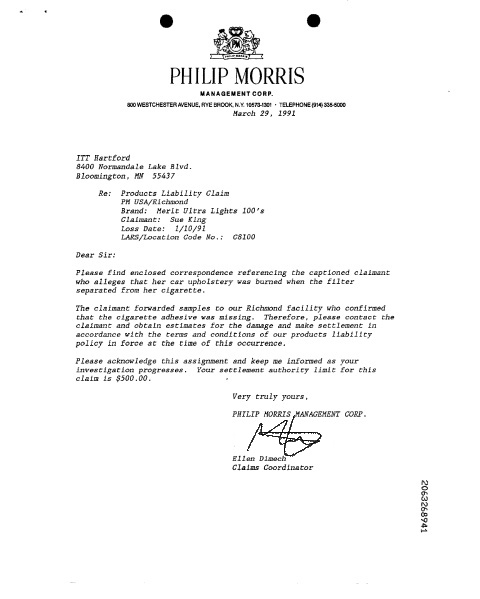 PM
PHILIP MORRIS
MANAGEMENT CORP.
800 WESTCHESTER AVENUE, RYE BROOK, N.Y. 10573-1301 · TELEPHONE (914) 335-5000
March 29, 1991
ITT Hartford
8400 Normandale Lake Blvd.
Bloomington, MN 55437
Re: Products Liability Claim
PM USA/Richmond
Brand: Merit Ultra Lights 100's
Claimant: Sue King
Loss Date: 1/10/91
LARS/Location Code No.: C8100
Dear Sir:
Please find enclosed correspondence referencing the captioned claimant
who alleges that her car upholstery was burned when the filter
separated from her cigarette.
The claimant forwarded samples to our Richmond facility who confirmed
that the cigarette adhesive was missing. Therefore, please contact the
claimant and obtain estimates for the damage and make settlement in
accordance with the terms and conditions of our products liability
policy in force at the time of this occurrence.
Please acknowledge this assignment and keep me informed as your
investigation progresses. Your settlement authority limit for this
claim is $500.00.
Very truly yours,
PHILIP MORRIS MANAGEMENT CORP.
Ellen Dimech
Claims Coordinator
2063268941